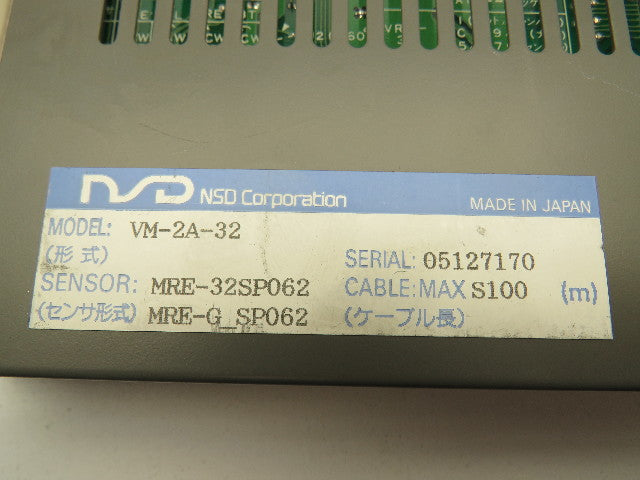 NSD NSD Corporation MADE IN JAPAN
MODEL: VM-2A-32
(形式)
SERIAL: 05127170
SENSOR: MRE-32SP062
CABLE: MAX S100 (m)
(センサ形式) MRE-G_SP062
(ケーブル長)